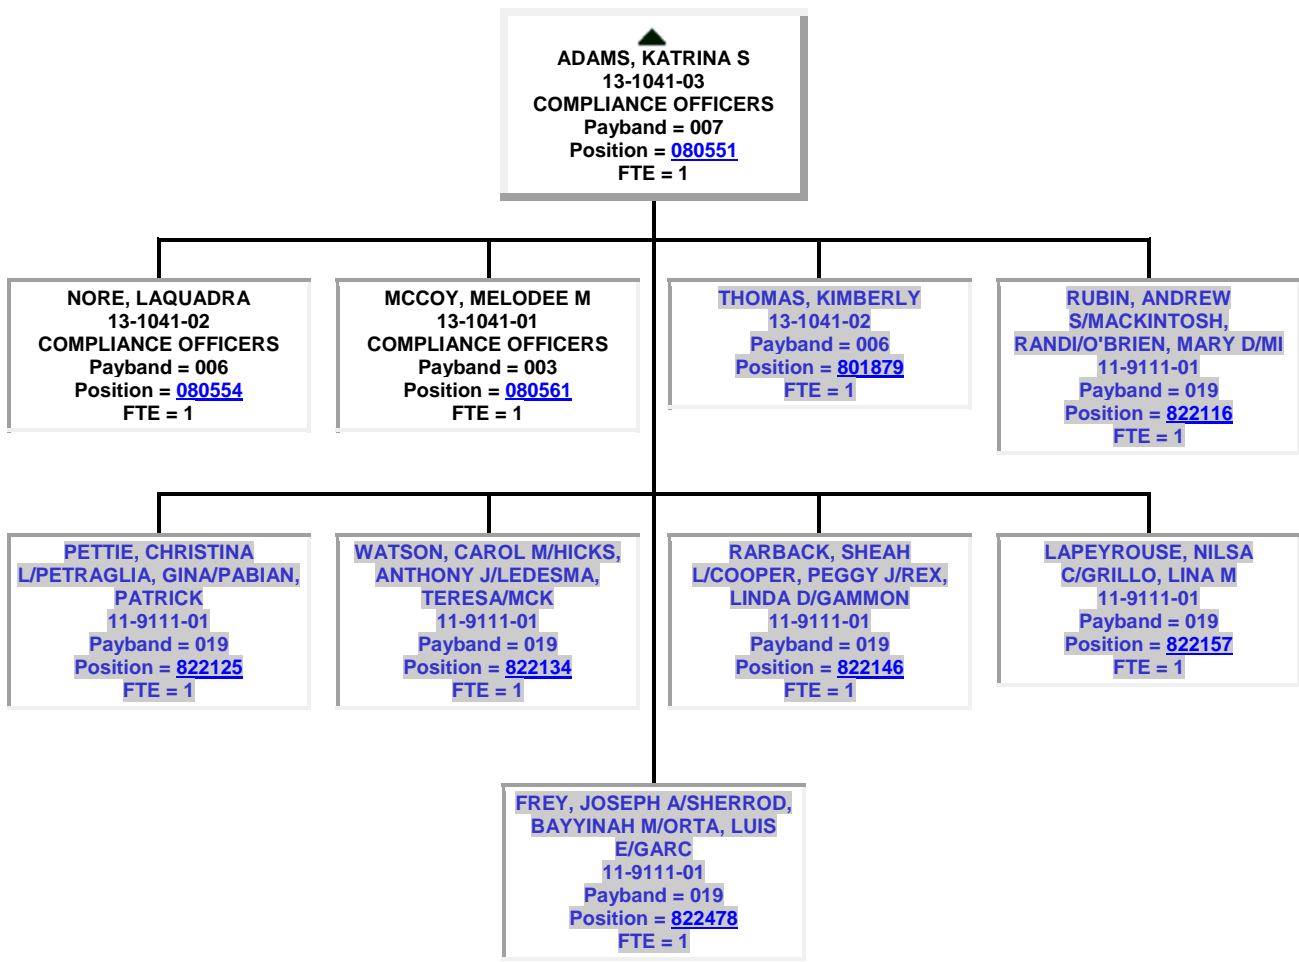 ADAMS, KATRINA S
13-1041-03
COMPLIANCE OFFICERS
Payband = 007
Position = 080551
FTE = 1
NORE, LAQUADRA
13-1041-02
COMPLIANCE OFFICERS
Payband = 006
Position = 080554
FTE = 1
MCCOY, MELODEE M
13-1041-01
COMPLIANCE OFFICERS
Payband = 003
Position = 080561
FTE = 1
THOMAS, KIMBERLY
13-1041-02
Payband = 006
Position = 801879
FTE = 1
RUBIN, ANDREW
S/MACKINTOSH,
RANDI/O'BRIEN, MARY D/MI
11-9111-01
Payband = 019
Position = 822116
FTE = 1
PETTIE, CHRISTINA
L/PETRAGLIA, GINA/PABIAN,
PATRICK
11-9111-01
Payband = 019
Position = 822125
FTE = 1
WATSON, CAROL M/HICKS,
ANTHONY J/LEDESMA,
TERESA/MCK
11-9111-01
Payband = 019
Position = 822134
FTE = 1
RARBACK, SHEAH
L/COOPER, PEGGY J/REX,
LINDA D/GAMMON
11-9111-01
Payband = 019
Position = 822146
FTE = 1
LAPEYROUSE, NILSA
C/GRILLO, LINA M
11-9111-01
Payband = 019
Position = 822157
FTE = 1
FREY, JOSEPH A/SHERROD,
BAYYINAH M/ORTA, LUIS
E/GARC
11-9111-01
Payband = 019
Position = 822478
FTE = 1